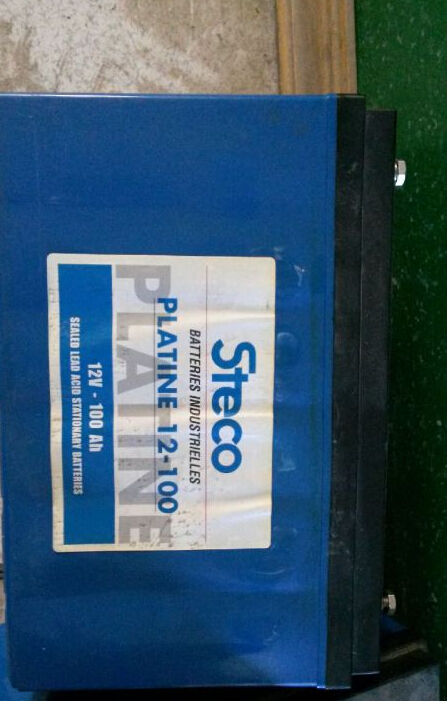 Steco
BATTERIES INDUSTRIELLES
PLATINE 12-100
PLATINE
12V - 100 Ah
SEALED LEAD ACID STATIONARY BATTERIES